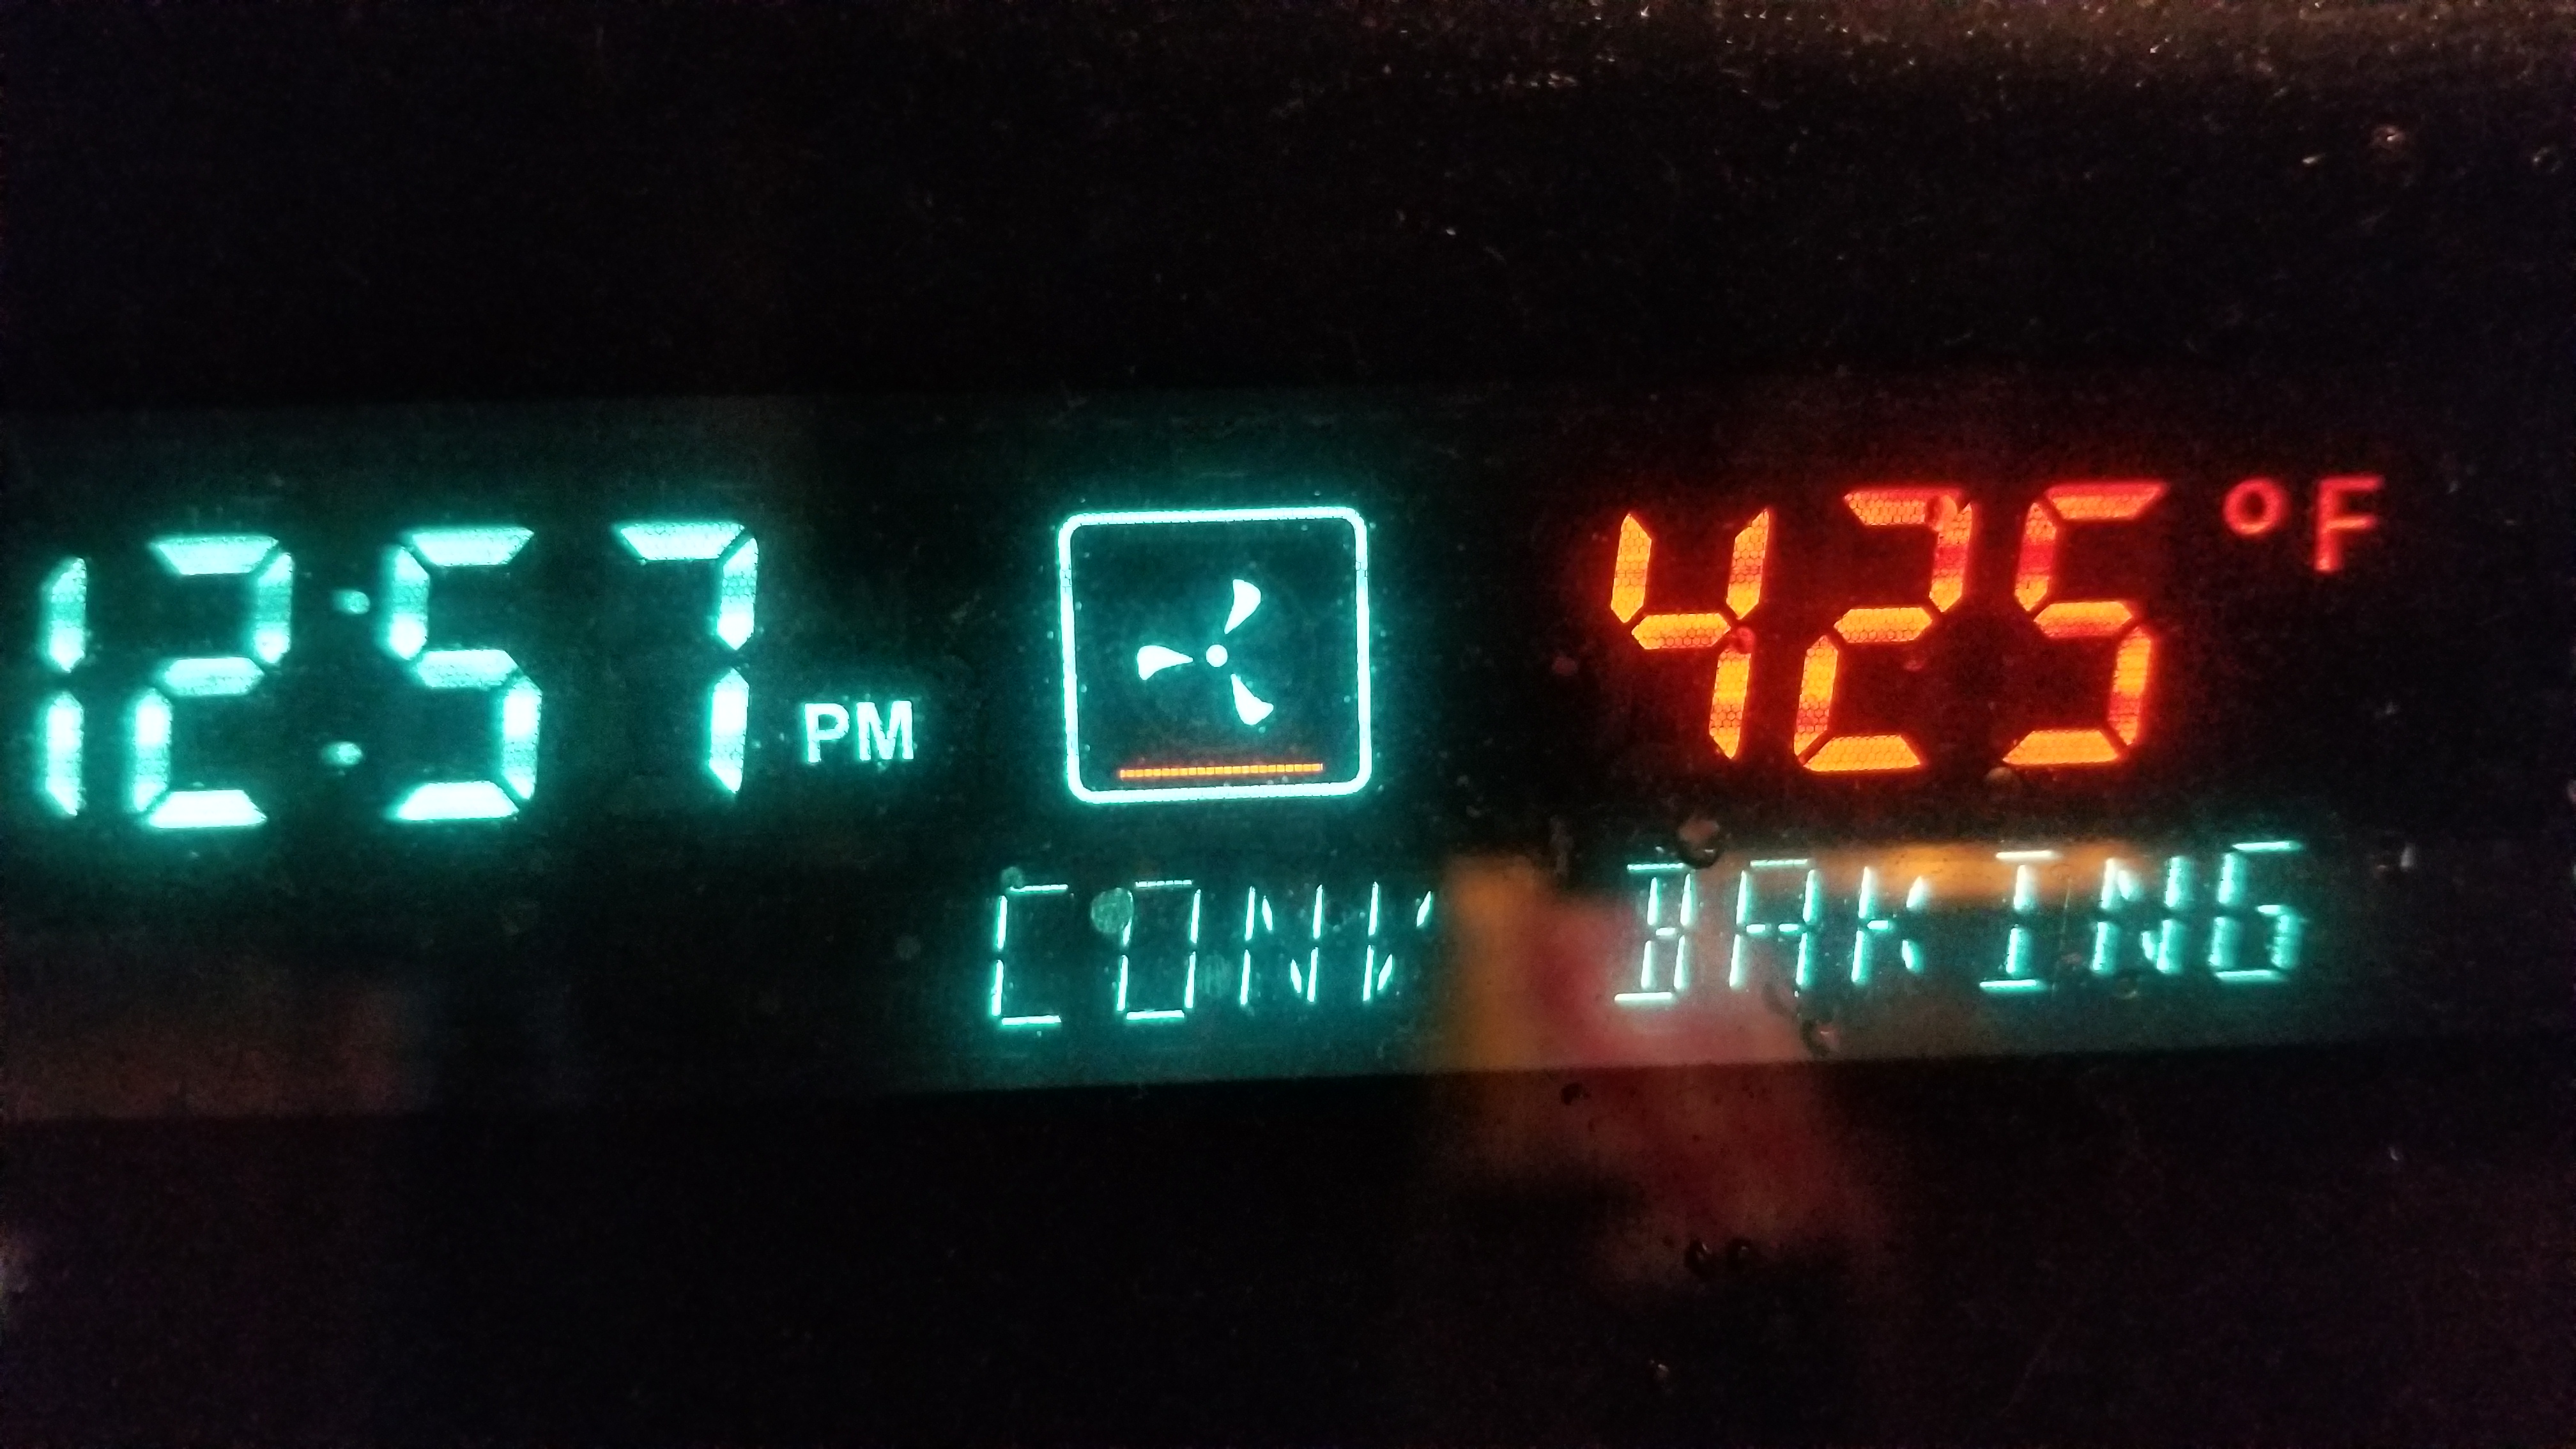 12:57 PM 425 °F
CONV BAKING